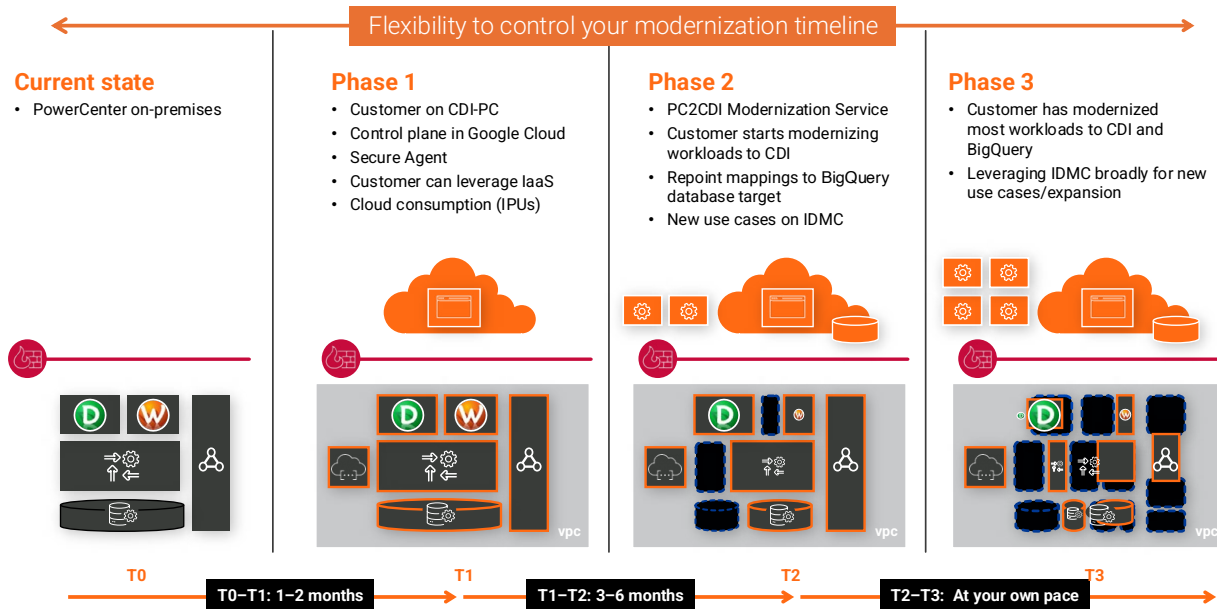 Flexibility to control your modernization timeline
Current state
• PowerCenter on-premises
Phase 1
• Customer on CDI-PC
• Control plane in Google Cloud
• Secure Agent
• Customer can leverage IaaS
• Cloud consumption (IPUs)
Phase 2
• PC2CDI Modernization Service
• Customer starts modernizing
workloads to CDI
• Repoint mappings to BigQuery
database target
• New use cases on IDMC
Phase 3
• Customer has modernized
most workloads to CDI and
BigQuery
• Leveraging IDMC broadly for new
use cases/expansion
D
W
D
W
vpc
D
W
vpc
D
D
W
vpc
T0
T0–T1: 1–2 months
T1
T1–T2: 3–6 months
T2
T2–T3: At your own pace
T3